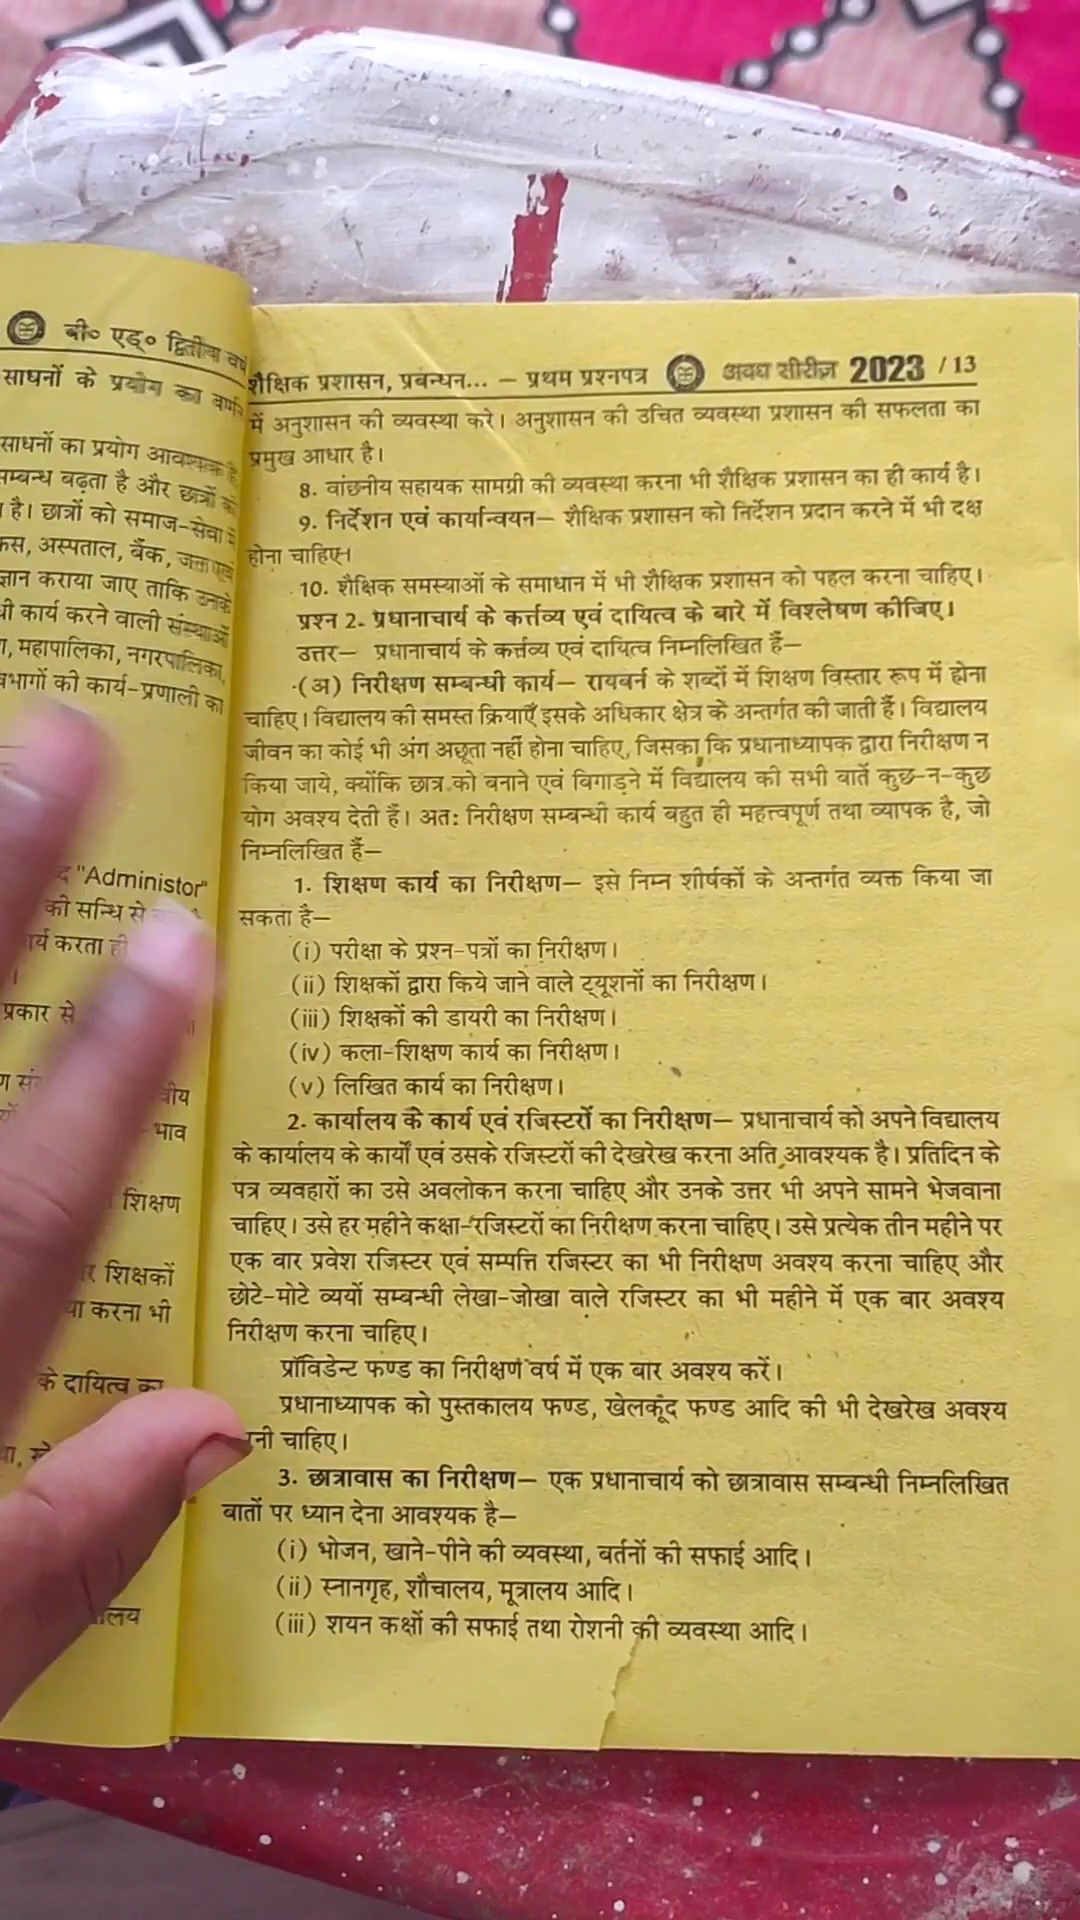 बी० एड्० द्वितीय वर्ष
साधनों के प्रयोग का वर्णन
साधनों का प्रयोग आवश्यक है
सम्बन्ध बढ़ता है और छात्रों को
है। छात्रों को समाज-सेवा में
अस्पताल, बैंक,
ज्ञान कराया जाए ताकि उनके
कार्य करने वाली संस्थाओं
महापालिका, नगरपालिका,
की कार्य-प्रणाली का
"Administor"
की सन्धि से
कार्य करता ही
प्रकार से
भाव
शिक्षण
शिक्षकों
करना भी
के दायित्व का
शैक्षिक प्रशासन, प्रबन्धन... – प्रथम प्रश्नपत्र अवध सीरीज़ 2023 / 13
में अनुशासन की व्यवस्था करे। अनुशासन की उचित व्यवस्था प्रशासन की सफलता का
प्रमुख आधार है।
8. वांछनीय सहायक सामग्री की व्यवस्था करना भी शैक्षिक प्रशासन का ही कार्य है।
9. निर्देशन एवं कार्यान्वयन– शैक्षिक प्रशासन को निर्देशन प्रदान करने में भी दक्ष
होना चाहिए।
10. शैक्षिक समस्याओं के समाधान में भी शैक्षिक प्रशासन को पहल करना चाहिए।
प्रश्न 2- प्रधानाचार्य के कर्त्तव्य एवं दायित्व के बारे में विश्लेषण कीजिए।
उत्तर– प्रधानाचार्य के कर्त्तव्य एवं दायित्व निम्नलिखित हैं–
(अ) निरीक्षण सम्बन्धी कार्य– रायबर्न के शब्दों में शिक्षण विस्तार रूप में होना
चाहिए। विद्यालय की समस्त क्रियाएँ इसके अधिकार क्षेत्र के अन्तर्गत की जाती हैं। विद्यालय
जीवन का कोई भी अंग अछूता नहीं होना चाहिए, जिसका कि प्रधानाध्यापक द्वारा निरीक्षण न
किया जाये, क्योंकि छात्र को बनाने एवं बिगाड़ने में विद्यालय की सभी बातें कुछ-न-कुछ
योग अवश्य देती हैं। अतः निरीक्षण सम्बन्धी कार्य बहुत ही महत्त्वपूर्ण तथा व्यापक है, जो
निम्नलिखित हैं–
1. शिक्षण कार्य का निरीक्षण– इसे निम्न शीर्षकों के अन्तर्गत व्यक्त किया जा
सकता है–
(i) परीक्षा के प्रश्न-पत्रों का निरीक्षण।
(ii) शिक्षकों द्वारा किये जाने वाले ट्यूशनों का निरीक्षण।
(iii) शिक्षकों की डायरी का निरीक्षण।
(iv) कला-शिक्षण कार्य का निरीक्षण।
(v) लिखित कार्य का निरीक्षण।
2. कार्यालय के कार्य एवं रजिस्टरों का निरीक्षण– प्रधानाचार्य को अपने विद्यालय
के कार्यालय के कार्यों एवं उसके रजिस्टरों की देखरेख करना अति आवश्यक है। प्रतिदिन के
पत्र व्यवहारों का उसे अवलोकन करना चाहिए और उनके उत्तर भी अपने सामने भेजवाना
चाहिए। उसे हर महीने कक्षा-रजिस्टरों का निरीक्षण करना चाहिए। उसे प्रत्येक तीन महीने पर
एक बार प्रवेश रजिस्टर एवं सम्पत्ति रजिस्टर का भी निरीक्षण अवश्य करना चाहिए और
छोटे-मोटे व्ययों सम्बन्धी लेखा-जोखा वाले रजिस्टर का भी महीने में एक बार अवश्य
निरीक्षण करना चाहिए।
प्रॉविडेन्ट फण्ड का निरीक्षण वर्ष में एक बार अवश्य करें।
प्रधानाध्यापक को पुस्तकालय फण्ड, खेलकूंद फण्ड आदि की भी देखरेख अवश्य
चाहिए।
3. छात्रावास का निरीक्षण– एक प्रधानाचार्य को छात्रावास सम्बन्धी निम्नलिखित
बातों पर ध्यान देना आवश्यक है–
(i) भोजन, खाने-पीने की व्यवस्था, बर्तनों की सफाई आदि।
(ii) स्नानगृह, शौचालय, मूत्रालय आदि।
(iii) शयन कक्षों की सफाई तथा रोशनी की व्यवस्था आदि।